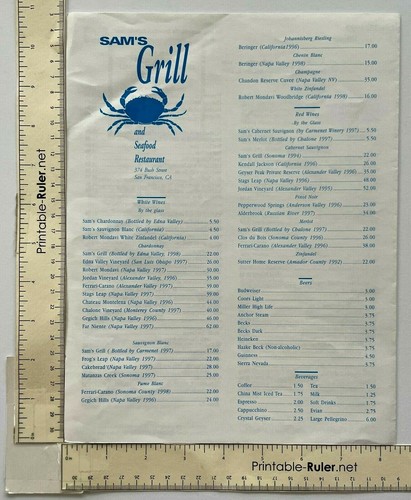 SAM'S
Grill
and
Seafood
Restaurant
374 Bush Street
San Francisco, CA
White Wines
By the glass
Sam's Chardonnay (Bottled by Edna Valley) 5.50
Sam's Sauvignon Blanc (California) 4.50
Robert Mondavi White Zinfandel (California) 4.00
Chardonnay
Sam's Grill (Bottled by Edna Valley, 1998) 22.00
Edna Valley Vineyard (San Luis Obispo 1997) 26.00
Robert Mondavi (Napa Valley 1997) 30.00
Jordan Vineyard (Alexander Valley, 1996) 35.00
Ferrari-Carano (Alexander Valley 1997) 39.00
Stags Leap (Napa Valley 1997) 39.00
Chateau Montelena (Napa Valley 1996) 44.00
Chalone Vineyard (Monterey County 1997) 40.00
Grgich Hills (Napa Valley 1996) 46.00
Far Niente (Napa Valley 1997) 62.00
Sauvignon Blanc
Sam's Grill ( Bottled by Carmenet 1997) 17.00
Frog's Leap (Napa Valley 1997) 22.00
Cakebread (Napa Valley 1997) 28.00
Matanzas Creek (Sonoma 1997) 25.00
Fume Blanc
Ferrari-Carano (Sonoma County 1998) 22.00
Grgich Hills (Napa Valley 1996) 24.00
Johannisberg Riesling
Beringer (California 1998) 17.00
Chenin Blanc
Beringer (Napa Valley 1998) 15.00
Champagne
Chandon Reserve Cuvee (Napa Valley NV) 33.00
White Zinfandel
Robert Mondavi Woodbridge (California 1998) 16.00
Red Wines
By the Glass
Sam's Cabernet Sauvignon (by Carmenet Winery 1997) 5.50
Sam's Merlot (Bottled by Chalone 1997) 5.50
Cabernet Sauvignon
Sam's Grill (Sonoma 1994) 22.00
Kendall Jackson (California 1996) 26.00
Geyser Peak Private Reserve (Alexander Valley 1996) 35.00
Stags Leap (Napa Valley 1996) 48.00
Jordan Vineyard (Alexander Valley 1995) 52.00
Pinot Noir
Pepperwood Springs (Anderson Valley 1996) 23.00
Alderbrook (Russian River 1997) 34.00
Merlot
Sam's Grill (Bottled by Chalone 1997) 22.00
Clos du Bois (Sonoma County 1996) 26.00
Ferrari-Carano (Alexander Valley 1996) 38.00
Zinfandel
Sutter Home Reserve (Amador County 1992) 22.00
Beers
Budweiser 3.00
Coors Light 3.00
Miller High Life 3.00
Anchor Steam 3.75
Becks 3.75
Becks Dark 3.75
Heineken 3.75
Haake Beck (Non-alcoholic) 3.75
Guinness 4.50
Sierra Nevada 3.75
Beverages
Coffee 1.50 Tea 1.50
China Mist Iced Tea 1.75 Milk 1.25
Espresso 2.00 Soft Drinks 1.75
Cappucchino 2.50 Evian 2.75
Crystal Geyser 2.25 Large Pellegrino 6.00
Printable-Ruler.net
Printable-Ruler.net
Printable-Ruler.net